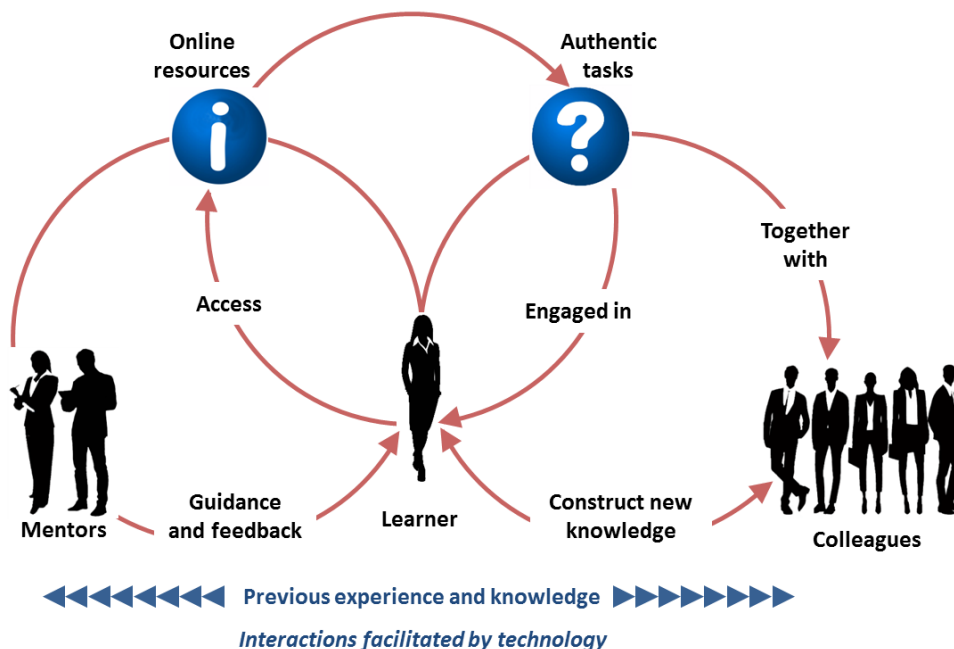 Online
resources
Authentic
tasks
Together
with
Access
Engaged in
Guidance
and feedback
Construct new
knowledge
Mentors
Learner
Colleagues
Previous experience and knowledge
Interactions facilitated by technology